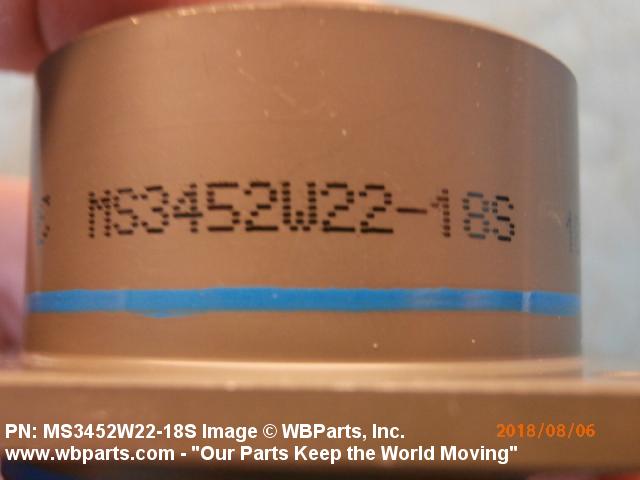 MS3452W22-18S
PN: MS3452W22-18S Image © WBParts, Inc.
2018/08/06
www.wbparts.com - "Our Parts Keep the World Moving"